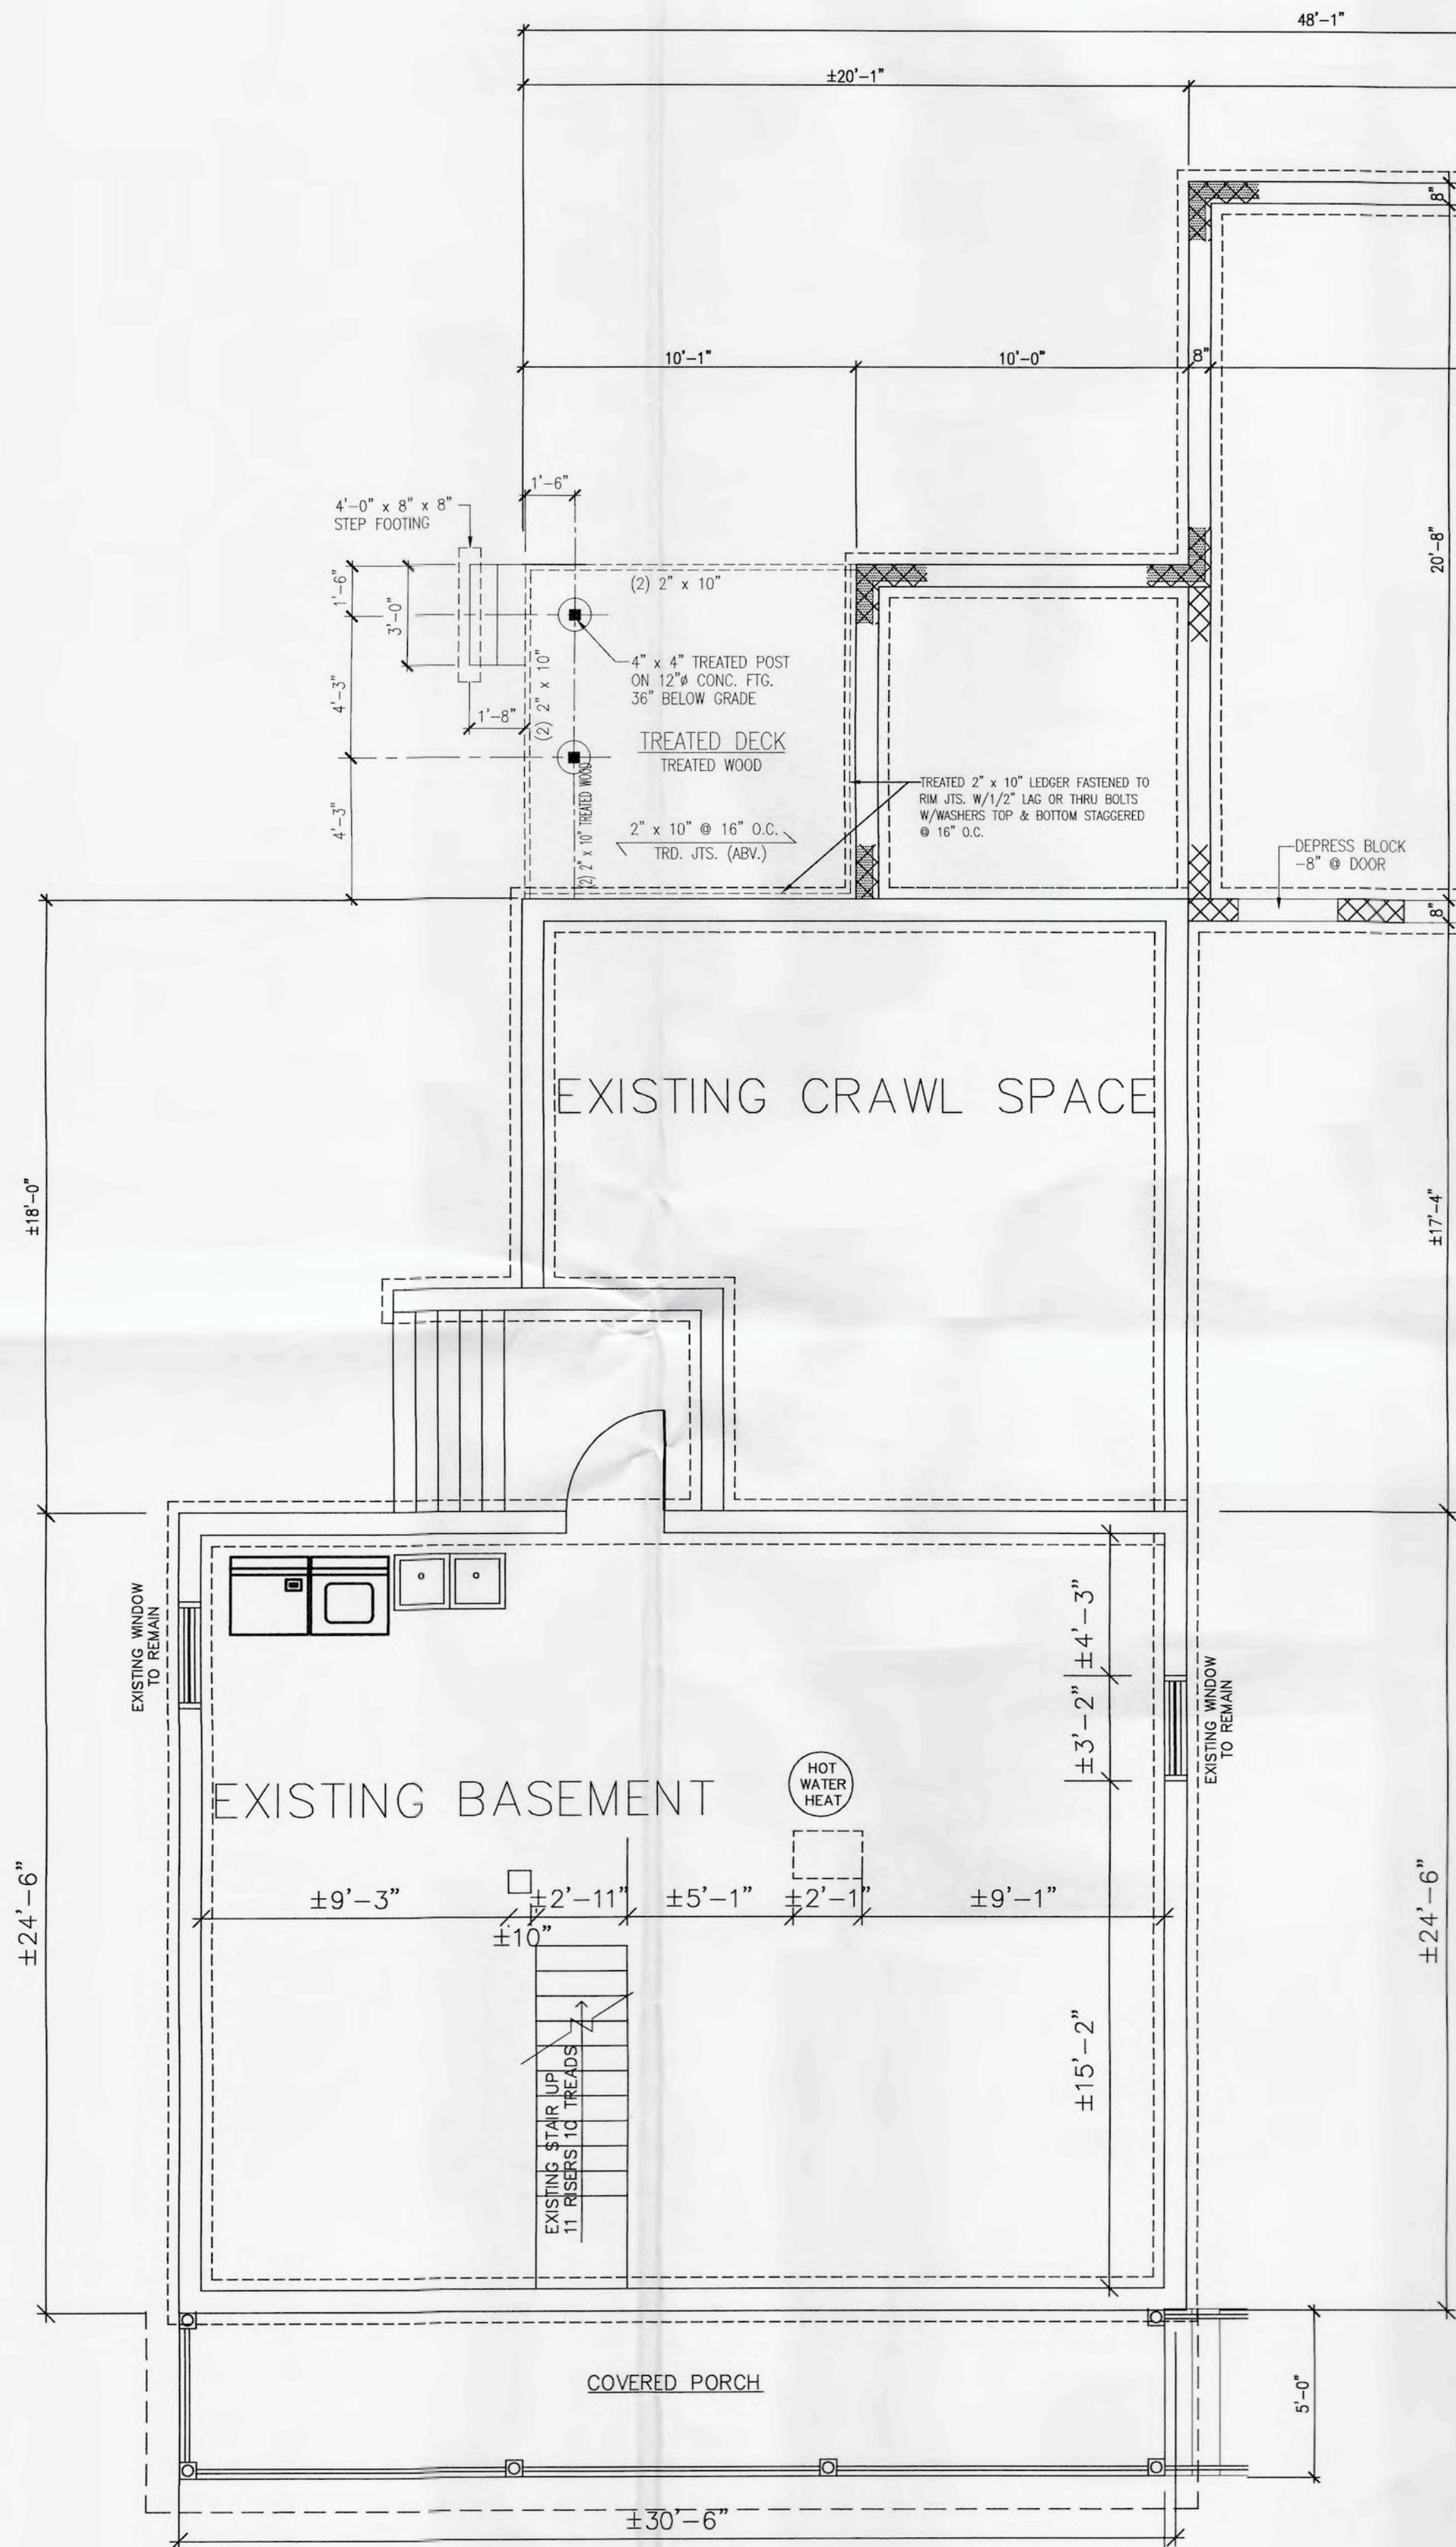 48'-1"
±20'-1"
8"
10'-1"
10'-0"
8"
1'-6"
4'-0" x 8" x 8"
STEP FOOTING
20'-8"
1'-6"
3'-0"
(2) 2" x 10"
4" x 4" TREATED POST
ON 12"ø CONC. FTG.
36" BELOW GRADE
4'-3"
(2) 2" x 10"
1'-8"
TREATED DECK
TREATED WOOD
TREATED 2" x 10" LEDGER FASTENED TO
RIM JTS. W/1/2" LAG OR THRU BOLTS
W/WASHERS TOP & BOTTOM STAGGERED
@ 16" O.C.
4'-3"
(2) 2" x 10" TREATED WOOD
2" x 10" @ 16" O.C.
TRD. JTS. (ABV.)
DEPRESS BLOCK
-8" @ DOOR
8"
EXISTING CRAWL SPACE
±18'-0"
±17'-4"
EXISTING WINDOW
TO REMAIN
±4'-3"
±3'-2"
EXISTING WINDOW
TO REMAIN
HOT
WATER
HEAT
EXISTING BASEMENT
±24'-6"
±9'-3"
±10"
±2'-11"
±5'-1"
±2'-1"
±9'-1"
±24'-6"
±15'-2"
EXISTING STAIR UP
11 RISERS 10 TREADS
COVERED PORCH
5'-0"
±30'-6"